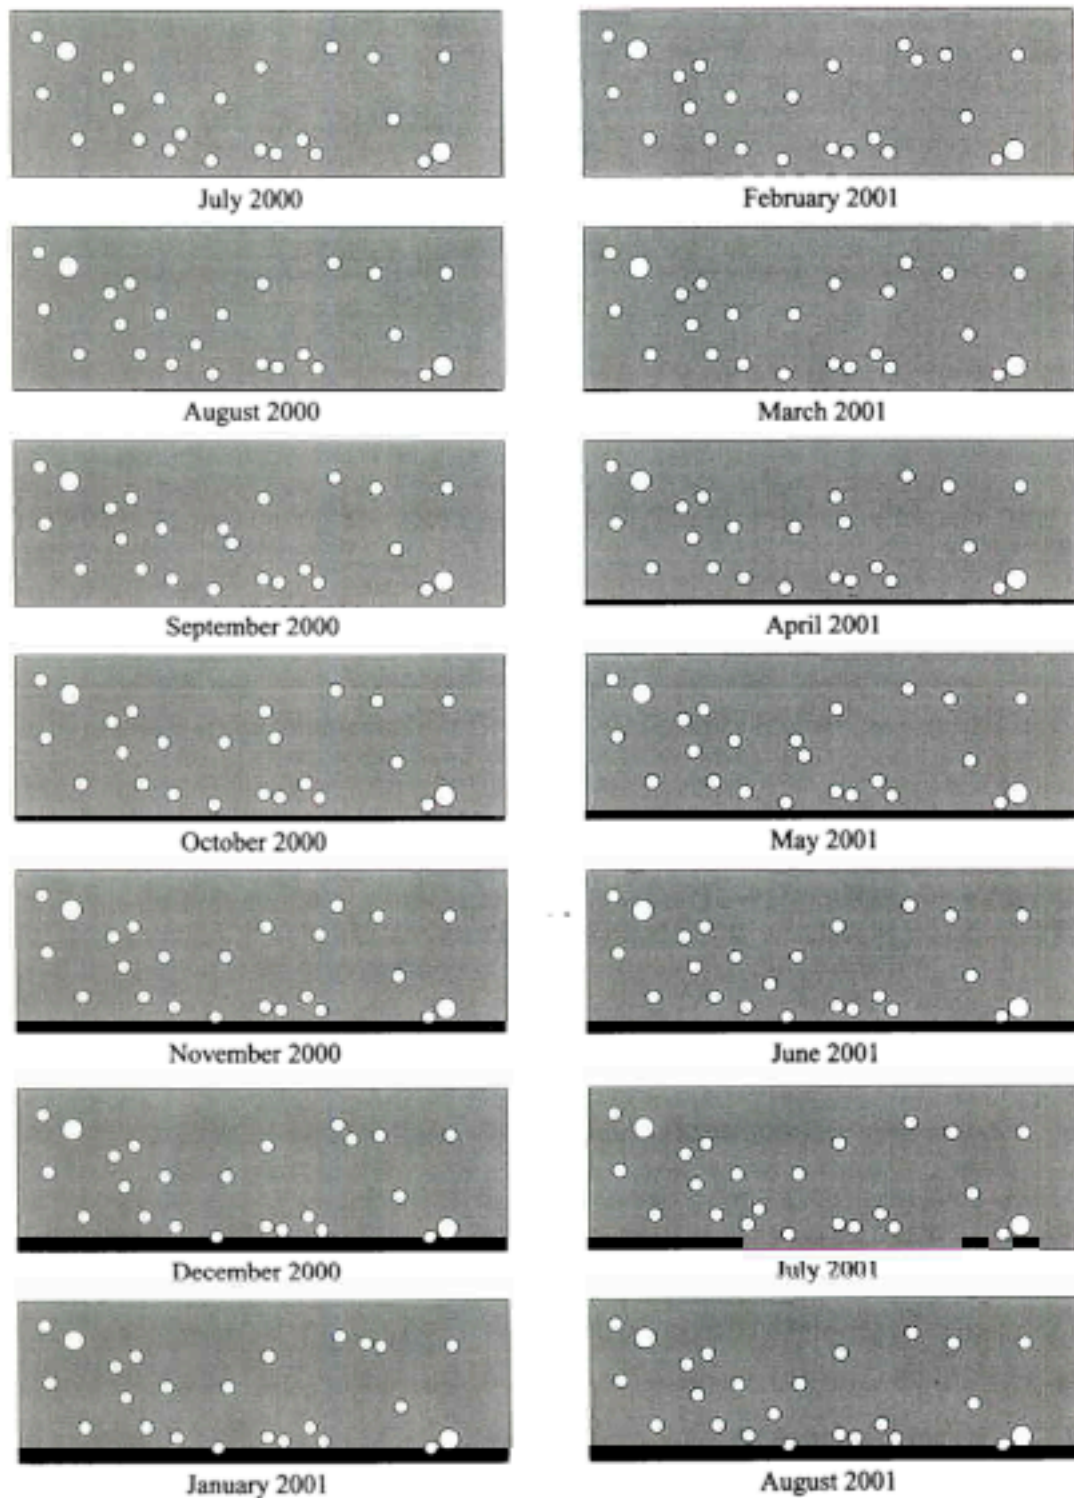 July 2000
February 2001
August 2000
March 2001
September 2000
April 2001
October 2000
May 2001
November 2000
June 2001
December 2000
July 2001
January 2001
August 2001